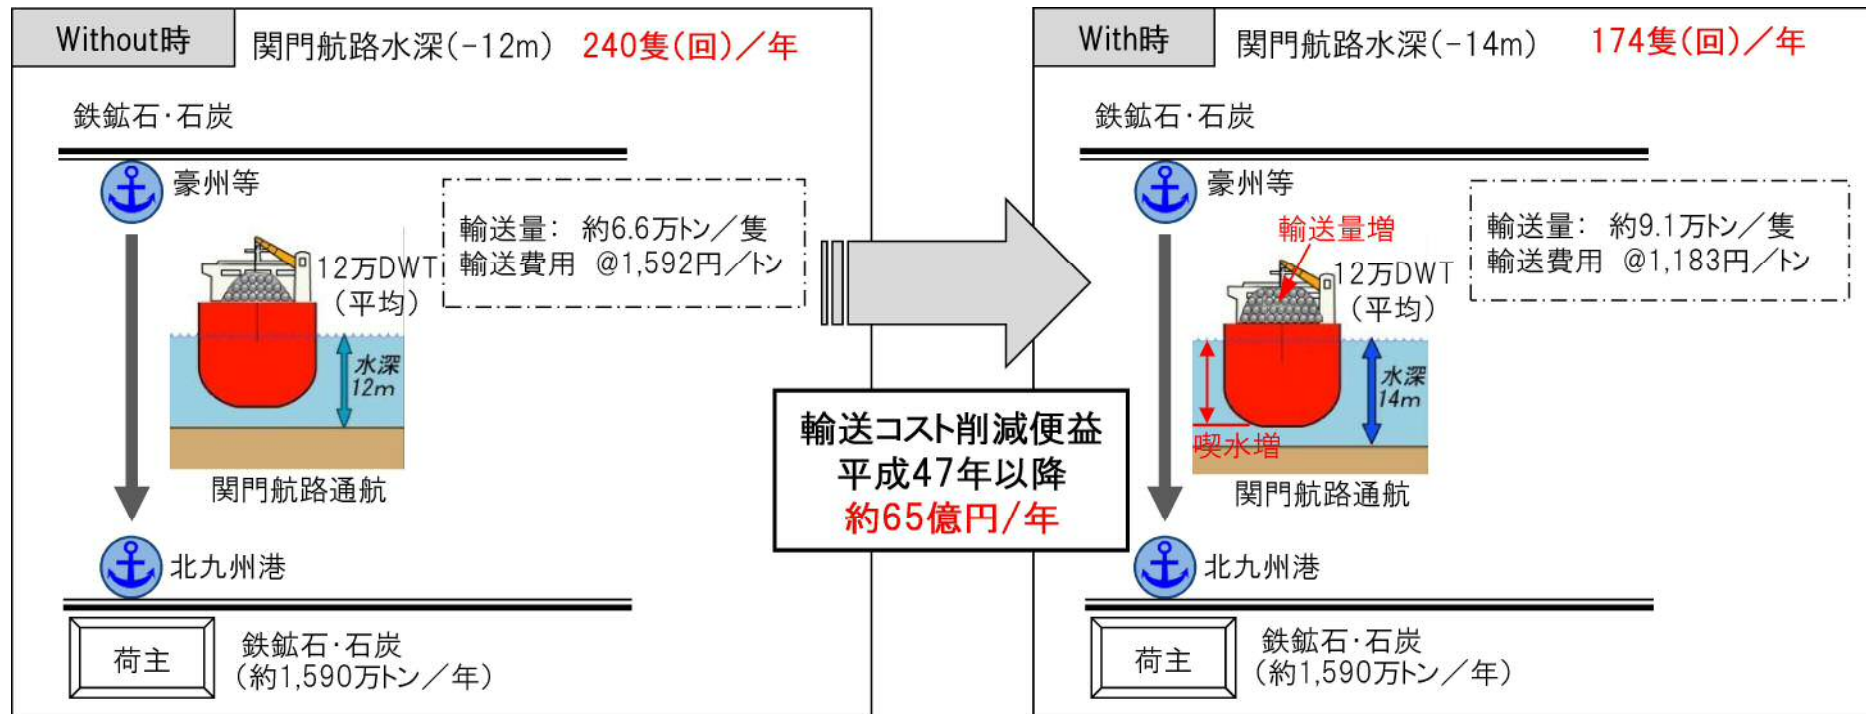 Without時
関門航路水深(-12m) 240隻(回)／年
鉄鉱石･石炭
豪州等
輸送量： 約6.6万トン／隻
輸送費用 @1,592円／トン
12万DWT
(平均)
水深
12m
関門航路通航
北九州港
荷主
鉄鉱石･石炭
(約1,590万トン／年)
輸送コスト削減便益
平成47年以降
約65億円/年
With時
関門航路水深(-14m) 174隻(回)／年
鉄鉱石･石炭
豪州等
輸送量： 約9.1万トン／隻
輸送費用 @1,183円／トン
輸送量増
12万DWT
(平均)
水深
14m
喫水増
関門航路通航
北九州港
荷主
鉄鉱石･石炭
(約1,590万トン／年)